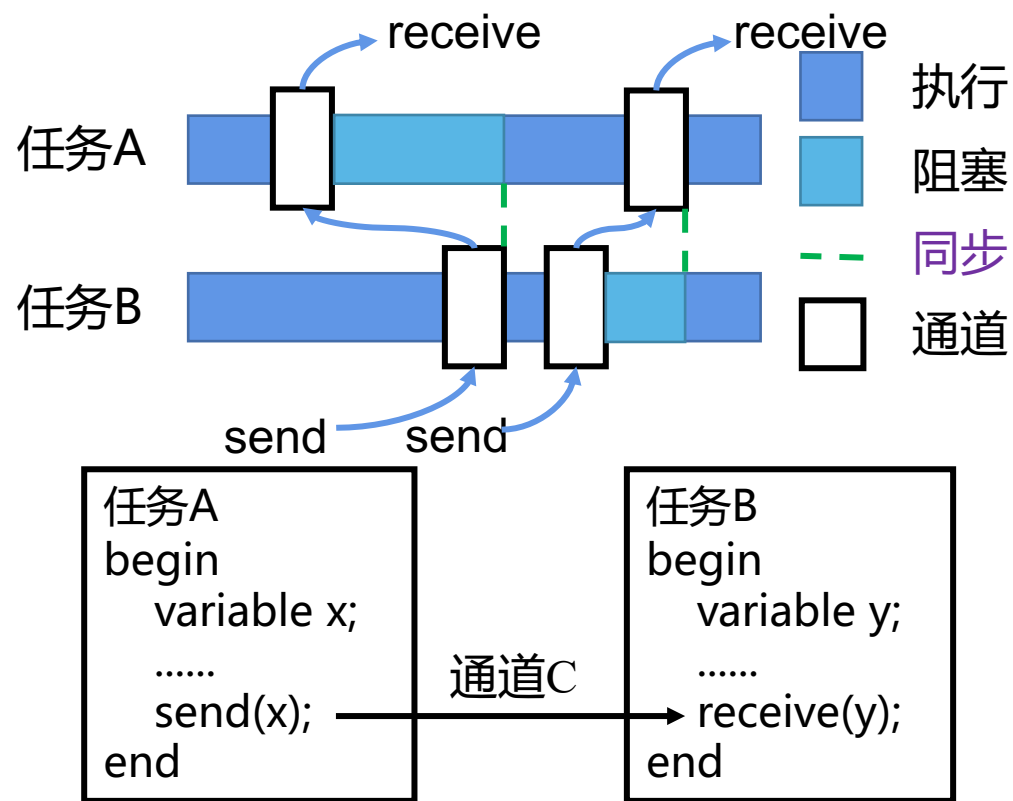 receive
receive
任务A
执行
阻塞
同步
任务B
通道
send
send
任务A
begin
variable x;
......
send(x);
end
通道C
任务B
begin
variable y;
......
receive(y);
end